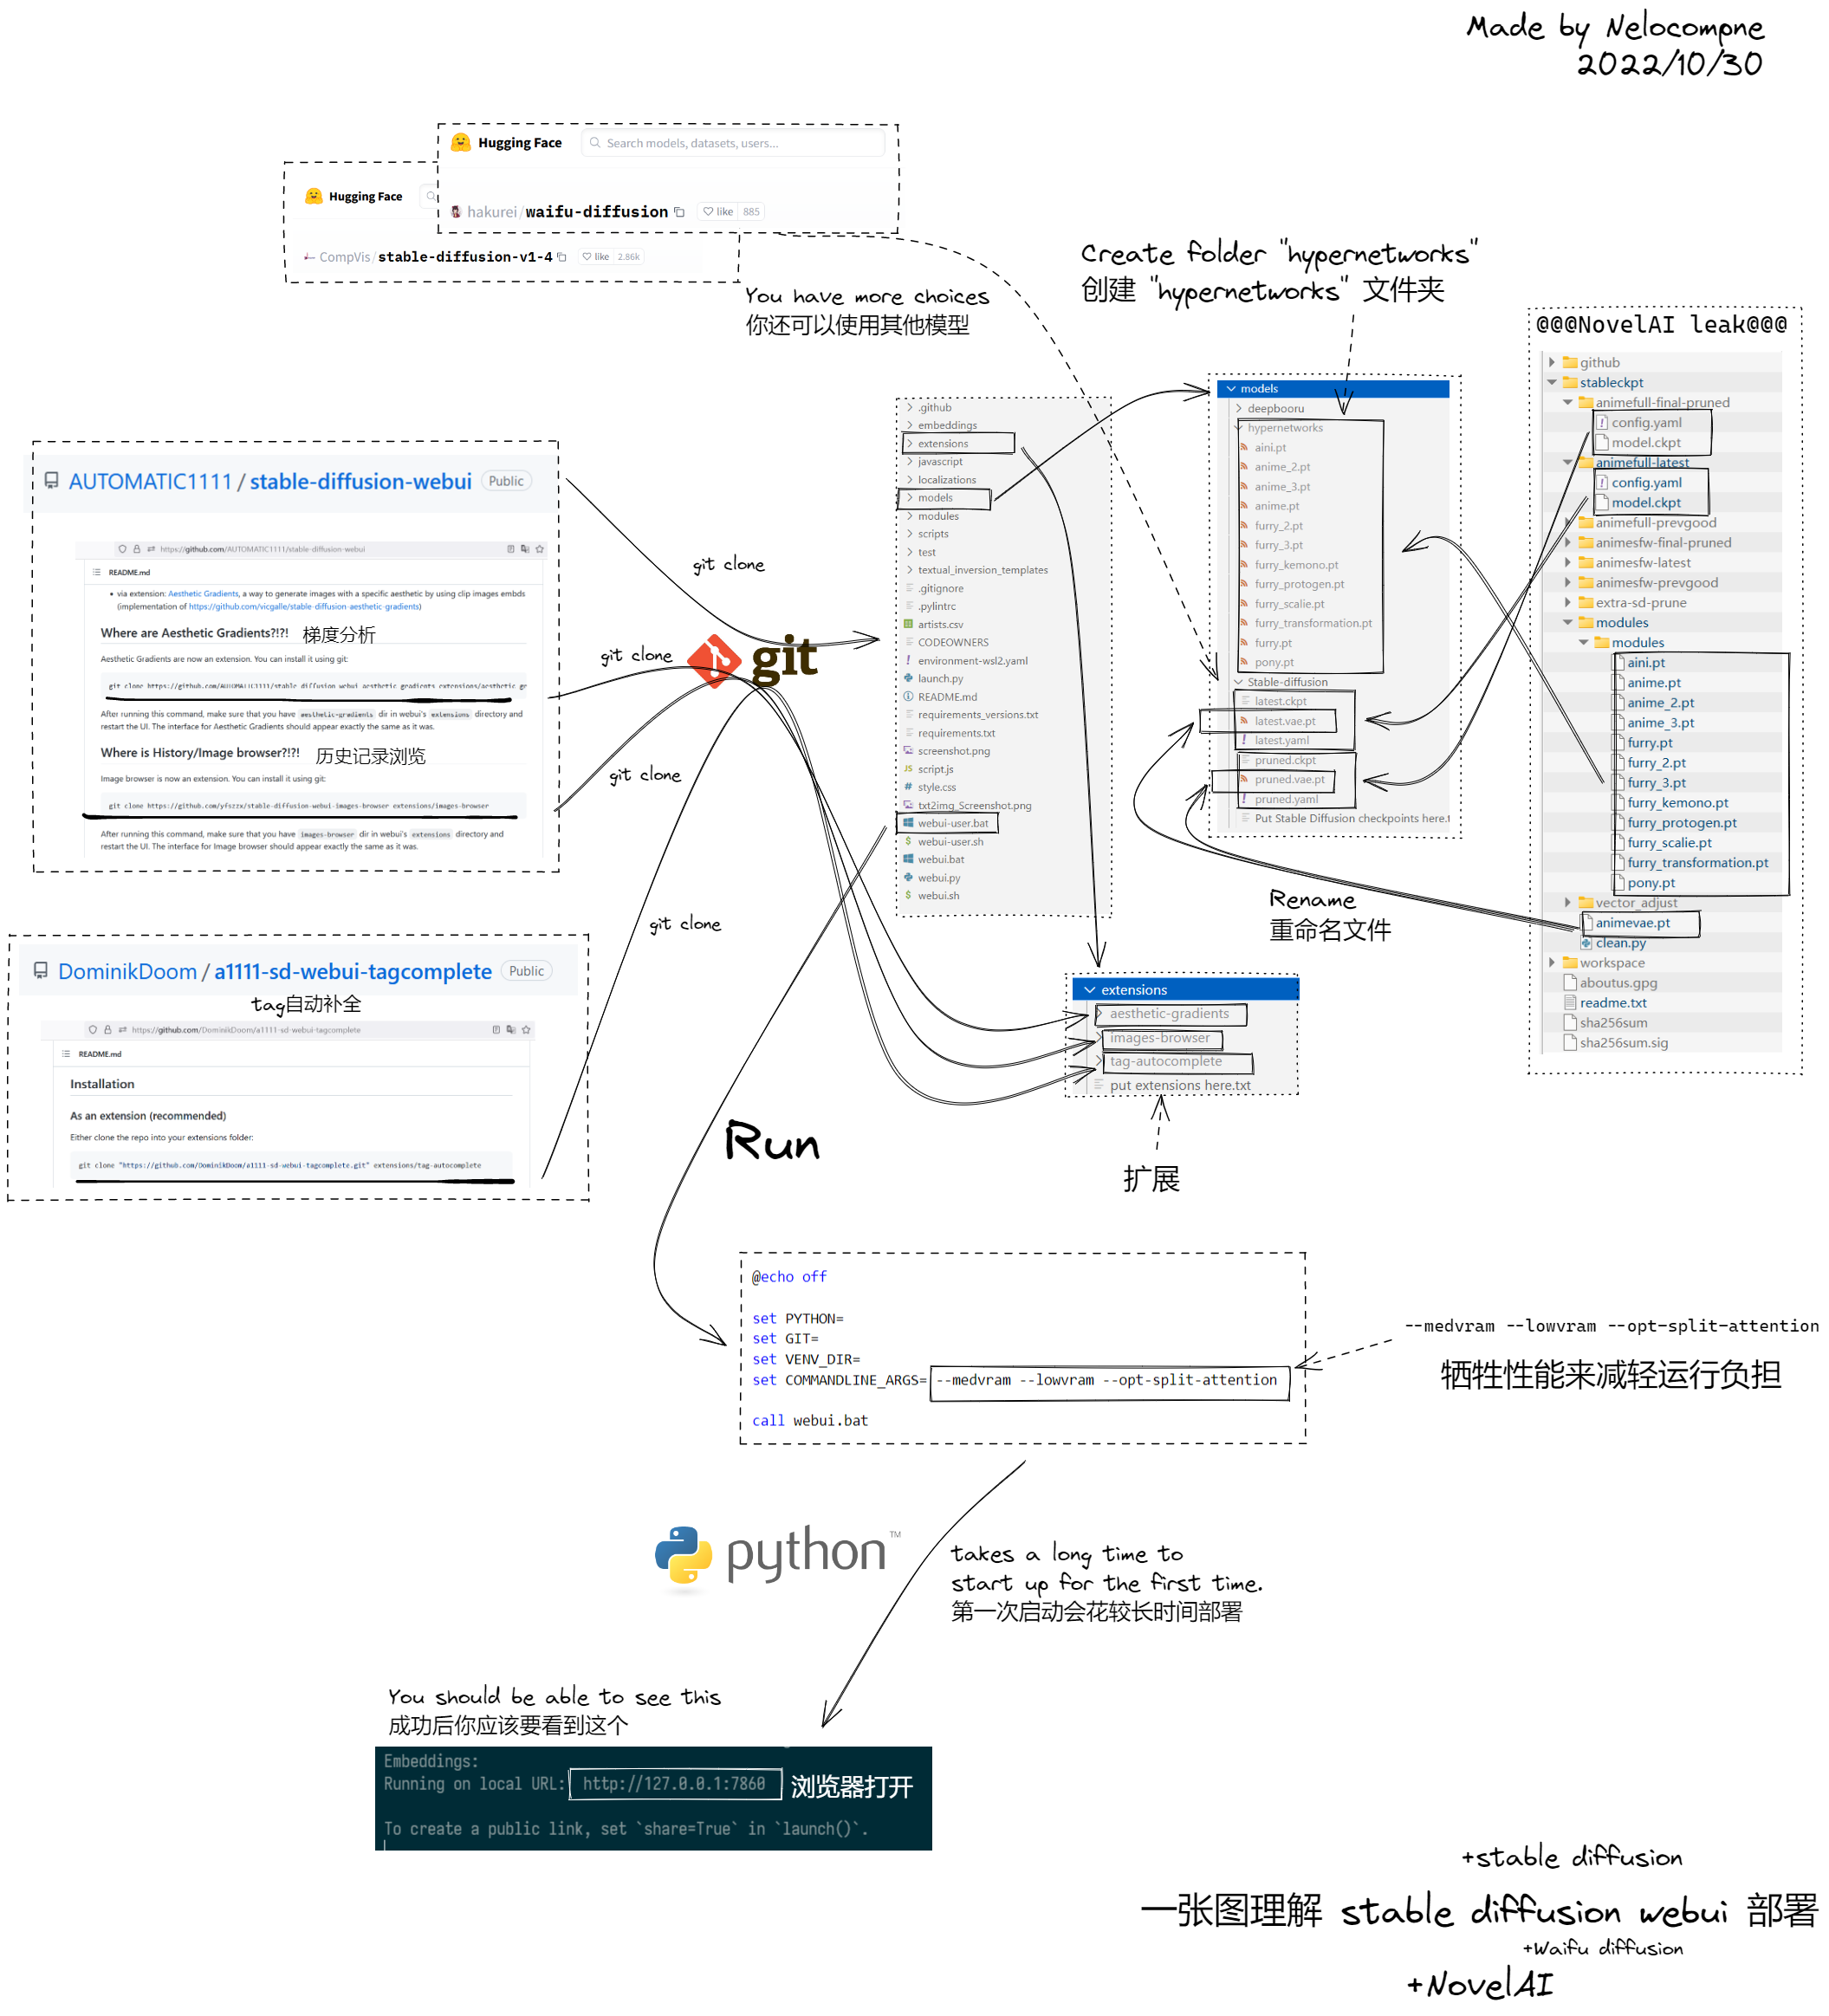 Made by Nelocompne
2022/10/30
Hugging Face
Search models, datasets, users...
hakurei/waifu-diffusion
like 885
Hugging Face
CompVis/stable-diffusion-v1-4
like 2.86k
You have more choices
你还可以使用其他模型
Create folder "hypernetworks"
创建 "hypernetworks" 文件夹
AUTOMATIC1111/stable-diffusion-webui Public
https://github.com/AUTOMATIC1111/stable-diffusion-webui
README.md
• via extension: Aesthetic Gradients, a way to generate images with a specific aesthetic by using clip images embds
(implementation of https://github.com/vicgalle/stable-diffusion-aesthetic-gradients)
Where are Aesthetic Gradients?!?! 梯度分析
Aesthetic Gradients are now an extension. You can install it using git:
git clone https://github.com/AUTOMATIC1111/stable-diffusion-webui-aesthetic-gradients extensions/aesthetic-gr
After running this command, make sure that you have aesthetic-gradients dir in webui's extensions directory and
restart the UI. The interface for Aesthetic Gradients should appear exactly the same as it was.
Where is History/Image browser?!?! 历史记录浏览
Image browser is now an extension. You can install it using git:
git clone https://github.com/yfszzx/stable-diffusion-webui-images-browser extensions/images-browser
After running this command, make sure that you have images-browser dir in webui's extensions directory and
restart the UI. The interface for Image browser should appear exactly the same as it was.
DominikDoom/a1111-sd-webui-tagcomplete Public
tag自动补全
https://github.com/DominikDoom/a1111-sd-webui-tagcomplete
README.md
Installation
As an extension (recommended)
Either clone the repo into your extensions folder:
git clone "https://github.com/DominikDoom/a1111-sd-webui-tagcomplete.git" extensions/tag-autocomplete
git clone
git clone
git
git clone
git clone
.github
embeddings
extensions
javascript
localizations
models
modules
scripts
test
textual_inversion_templates
.gitignore
.pylintrc
artists.csv
CODEOWNERS
environment-wsl2.yaml
launch.py
README.md
requirements_versions.txt
requirements.txt
screenshot.png
script.js
style.css
txt2img_Screenshot.png
webui-user.bat
webui-user.sh
webui.bat
webui.py
webui.sh
models
deepbooru
hypernetworks
aini.pt
anime_2.pt
anime_3.pt
anime.pt
furry_2.pt
furry_3.pt
furry_kemono.pt
furry_protogen.pt
furry_scalie.pt
furry_transformation.pt
furry.pt
pony.pt
Stable-diffusion
latest.ckpt
latest.vae.pt
latest.yaml
pruned.ckpt
pruned.vae.pt
pruned.yaml
Put Stable Diffusion checkpoints here.t
Rename
重命名文件
@@@NovelAI leak@@@
github
stableckpt
animefull-final-pruned
config.yaml
model.ckpt
animefull-latest
config.yaml
model.ckpt
animefull-prevgood
animesfw-final-pruned
animesfw-latest
animesfw-prevgood
extra-sd-prune
modules
modules
aini.pt
anime.pt
anime_2.pt
anime_3.pt
furry.pt
furry_2.pt
furry_3.pt
furry_kemono.pt
furry_protogen.pt
furry_scalie.pt
furry_transformation.pt
pony.pt
vector_adjust
animevae.pt
clean.py
workspace
aboutus.gpg
readme.txt
sha256sum
sha256sum.sig
extensions
aesthetic-gradients
images-browser
tag-autocomplete
put extensions here.txt
扩展
Run
@echo off
set PYTHON=
set GIT=
set VENV_DIR=
set COMMANDLINE_ARGS= --medvram --lowvram --opt-split-attention
call webui.bat
--medvram --lowvram --opt-split-attention
牺牲性能来减轻运行负担
python™
takes a long time to
start up for the first time.
第一次启动会花较长时间部署
You should be able to see this
成功后你应该要看到这个
Embeddings:
Running on local URL: http://127.0.0.1:7860 浏览器打开
To create a public link, set `share=True` in `launch()`.
+stable diffusion
一张图理解 stable diffusion webui 部署
+Waifu diffusion
+NovelAI